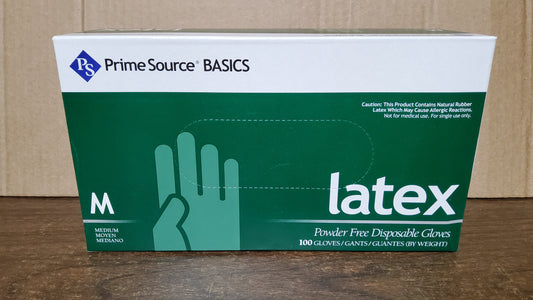 PS Prime Source® BASICS
Caution: This Product Contains Natural Rubber
Latex Which May Cause Allergic Reactions.
Not for medical use. For single use only.
M
MEDIUM
MOYEN
MEDIANO
latex
Powder Free Disposable Gloves
100 GLOVES/GANTS/GUANTES (BY WEIGHT)